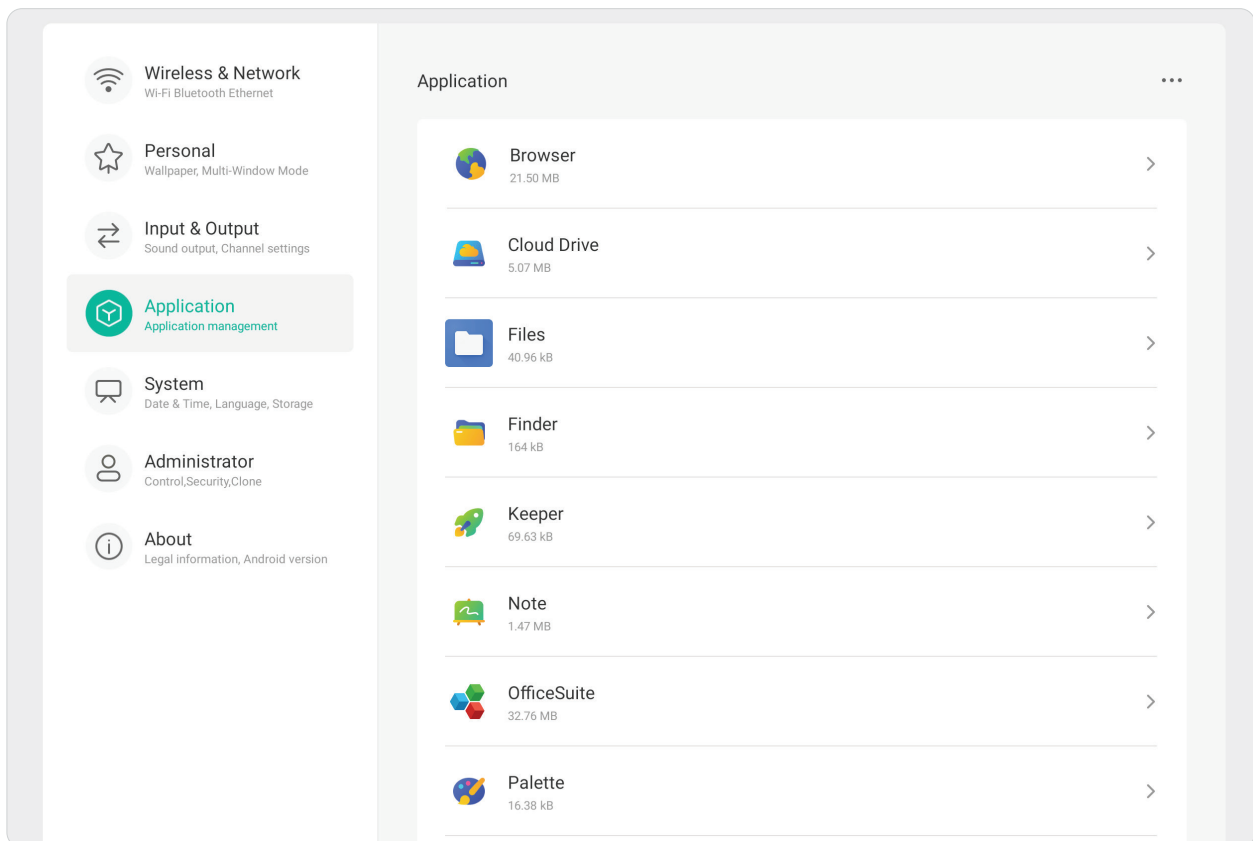 Wireless & Network
Wi-Fi Bluetooth Ethernet
Personal
Wallpaper, Multi-Window Mode
Input & Output
Sound output, Channel settings
Application
Application management
System
Date & Time, Language, Storage
Administrator
Control,Security,Clone
About
Legal information, Android version
Application
Browser
21.50 MB
Cloud Drive
5.07 MB
Files
40.96 kB
Finder
164 kB
Keeper
69.63 kB
Note
1.47 MB
OfficeSuite
32.76 MB
Palette
16.38 kB